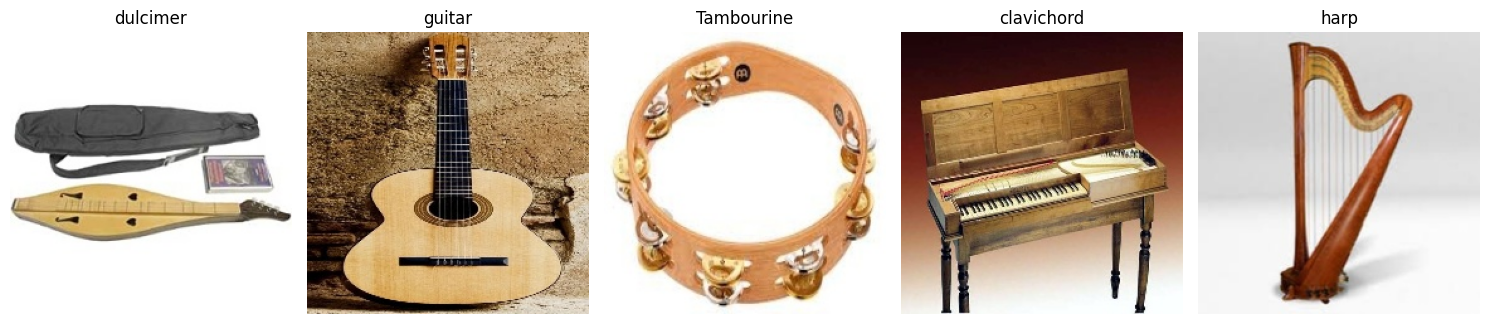 dulcimer
guitar
Tambourine
clavichord
harp